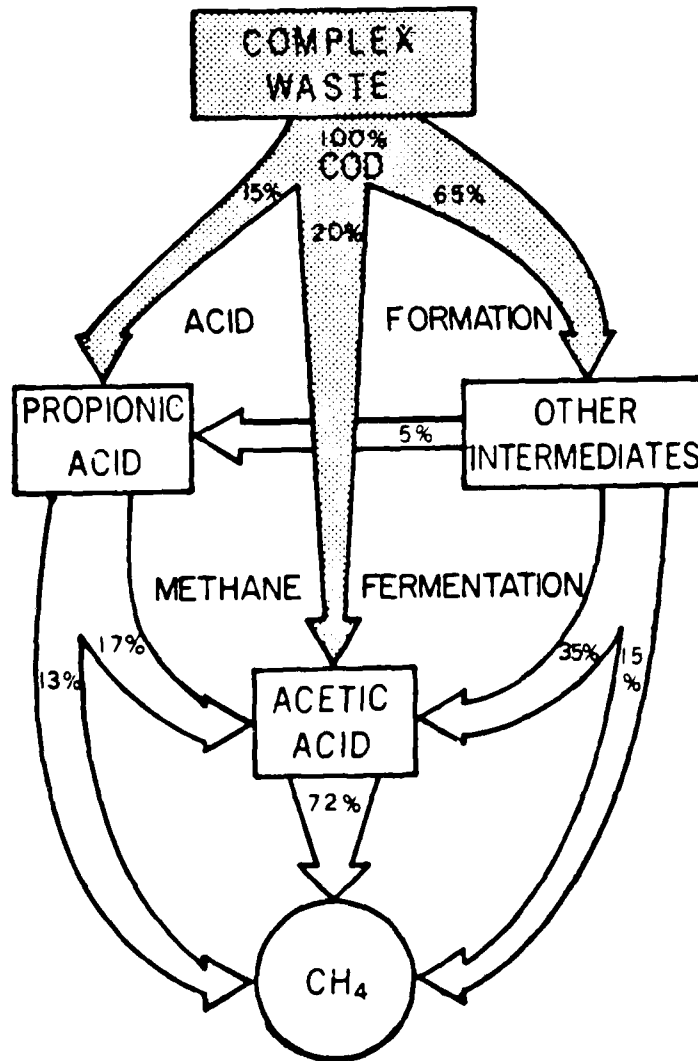 COMPLEX
WASTE
100%
COD
15%
65%
20%
ACID
FORMATION
PROPIONIC
ACID
OTHER
INTERMEDIATES
5%
METHANE
FERMENTATION
17%
35%
15
%
13%
ACETIC
ACID
72%
CH₄